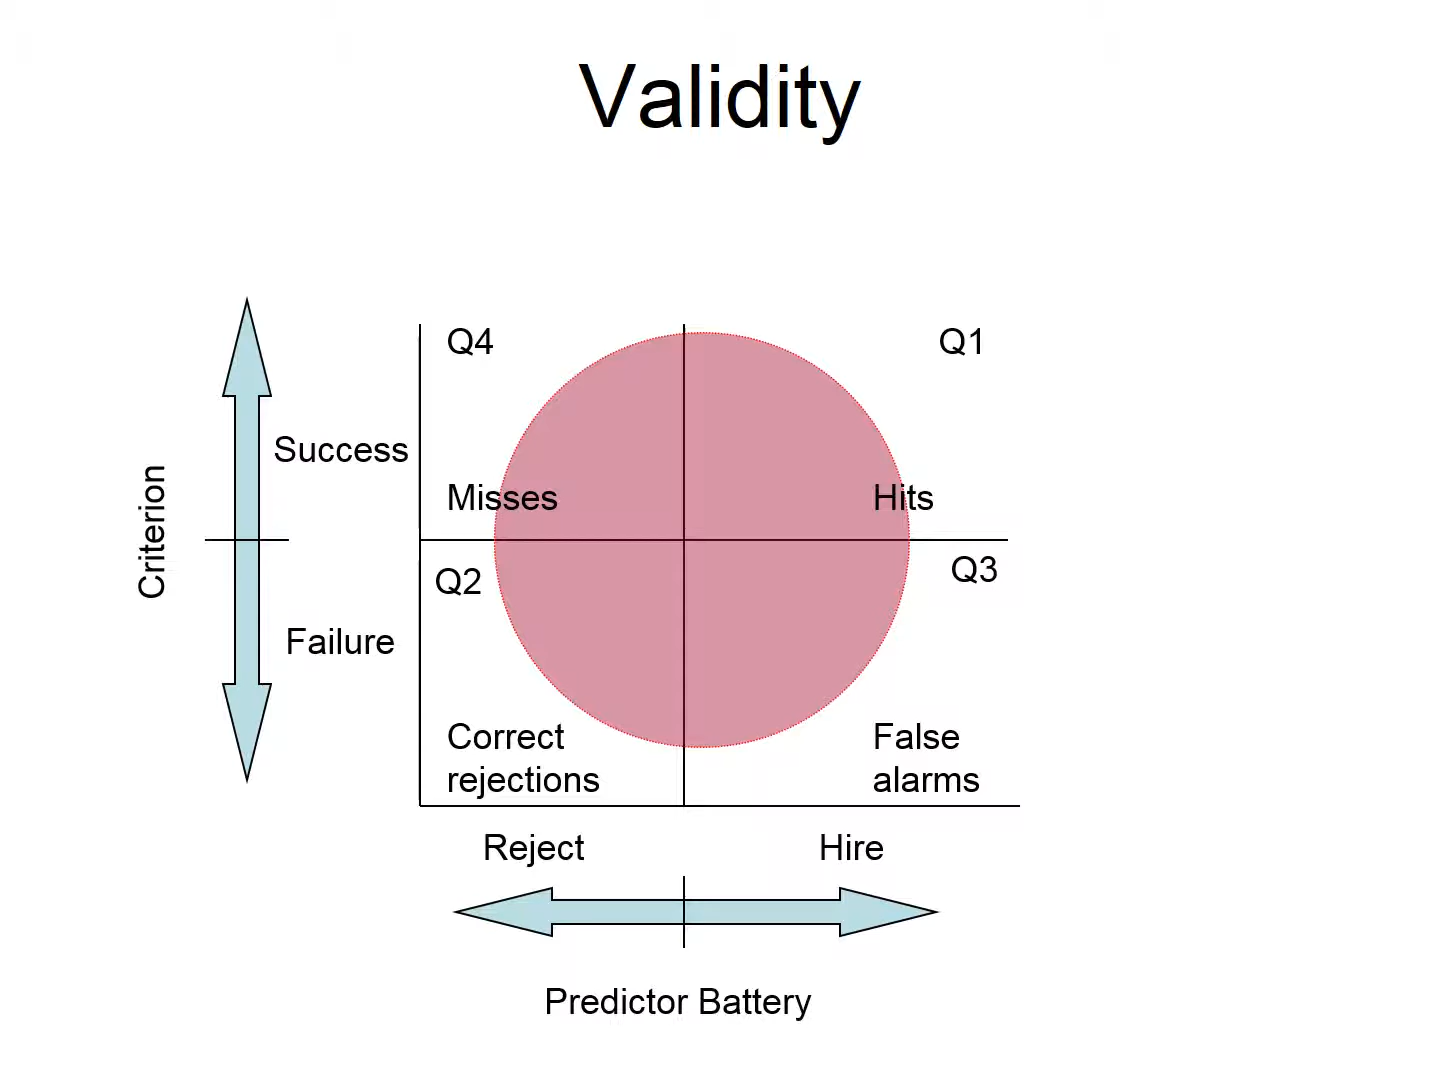 Validity
Q4
Q1
Success
Misses
Hits
Criterion
Q2
Q3
Failure
Correct
rejections
False
alarms
Reject
Hire
Predictor Battery